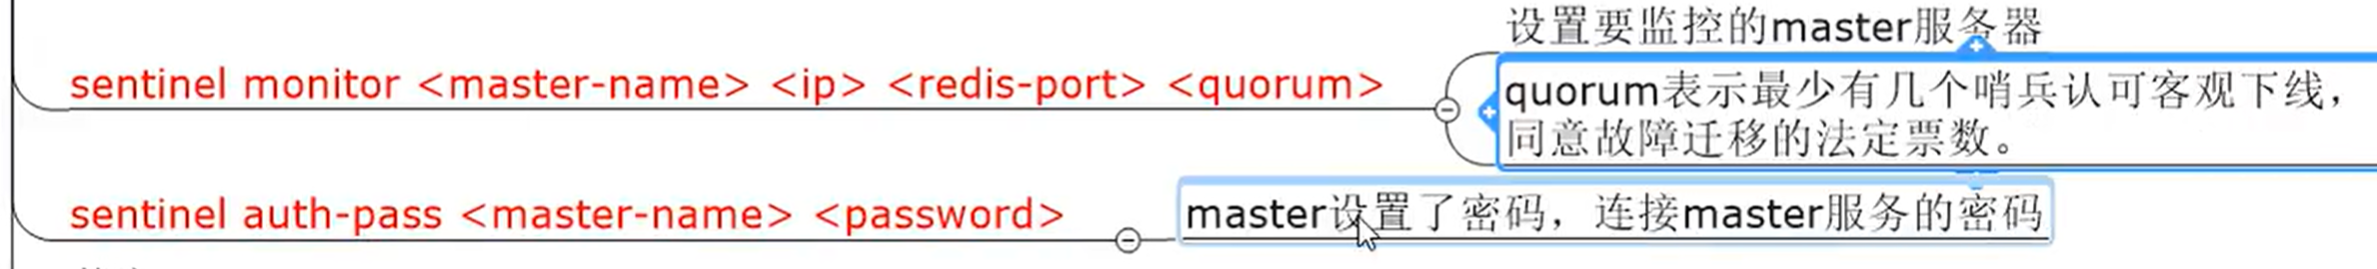 设置要监控的master服务器
sentinel monitor <master-name> <ip> <redis-port> <quorum>
quorum表示最少有几个哨兵认可客观下线，
同意故障迁移的法定票数。
sentinel auth-pass <master-name> <password>
master设置了密码，连接master服务的密码